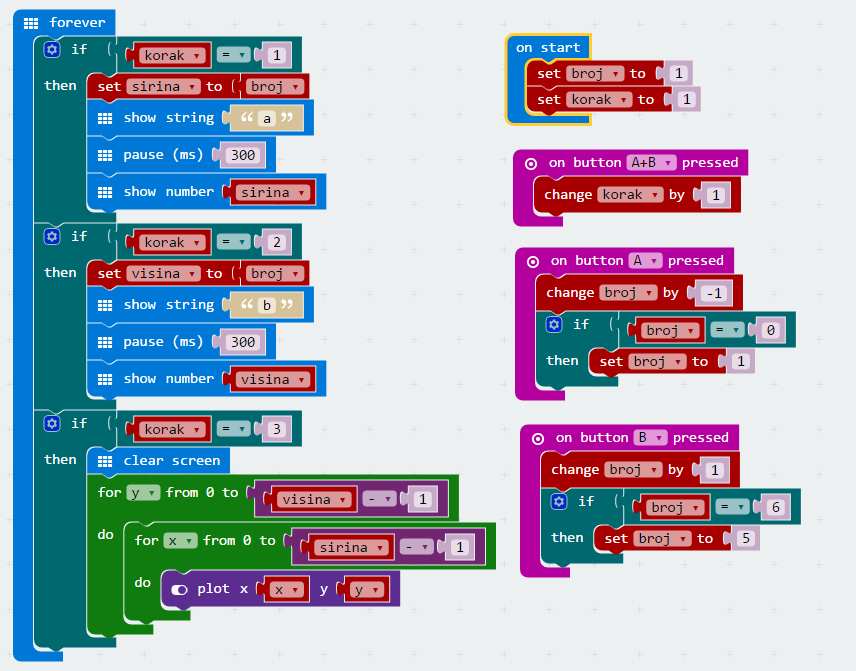 forever
if korak = 1
then set sirina to broj
show string “ a ”
pause (ms) 300
show number sirina
if korak = 2
then set visina to broj
show string “ b ”
pause (ms) 300
show number visina
if korak = 3
then clear screen
for y from 0 to visina - 1
do for x from 0 to sirina - 1
do plot x x y y
on start
set broj to 1
set korak to 1
on button A+B pressed
change korak by 1
on button A pressed
change broj by -1
if broj = 0
then set broj to 1
on button B pressed
change broj by 1
if broj = 6
then set broj to 5